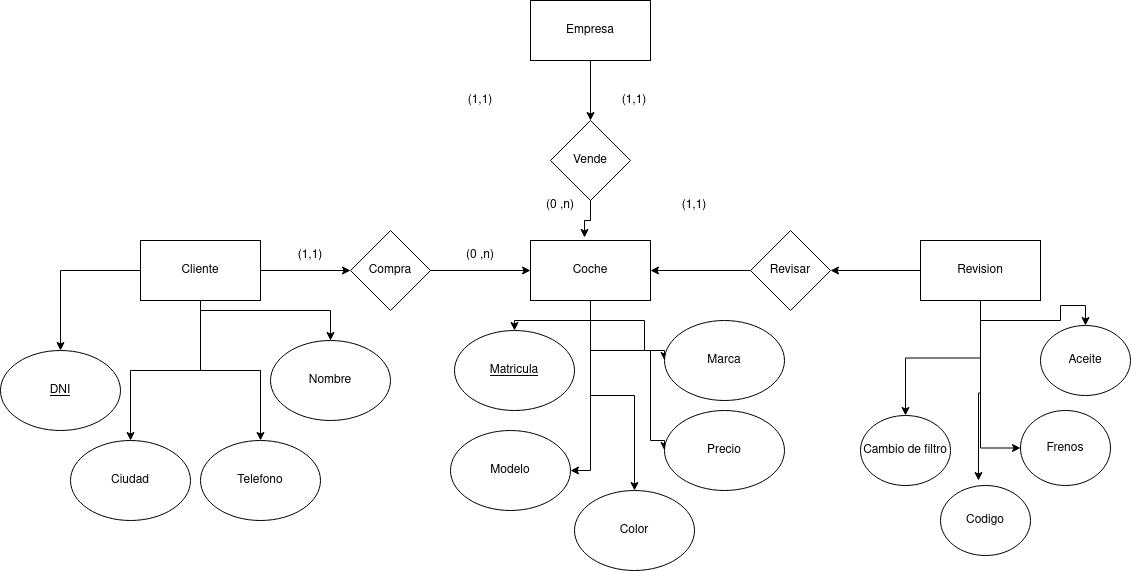 Empresa
(1,1)
(1,1)
Vende
(0 ,n)
(1,1)
Cliente
(1,1)
Compra
(0 ,n)
Coche
Revisar
Revision
DNI
Nombre
Ciudad
Telefono
Matricula
Marca
Modelo
Precio
Color
Aceite
Cambio de filtro
Frenos
Codigo